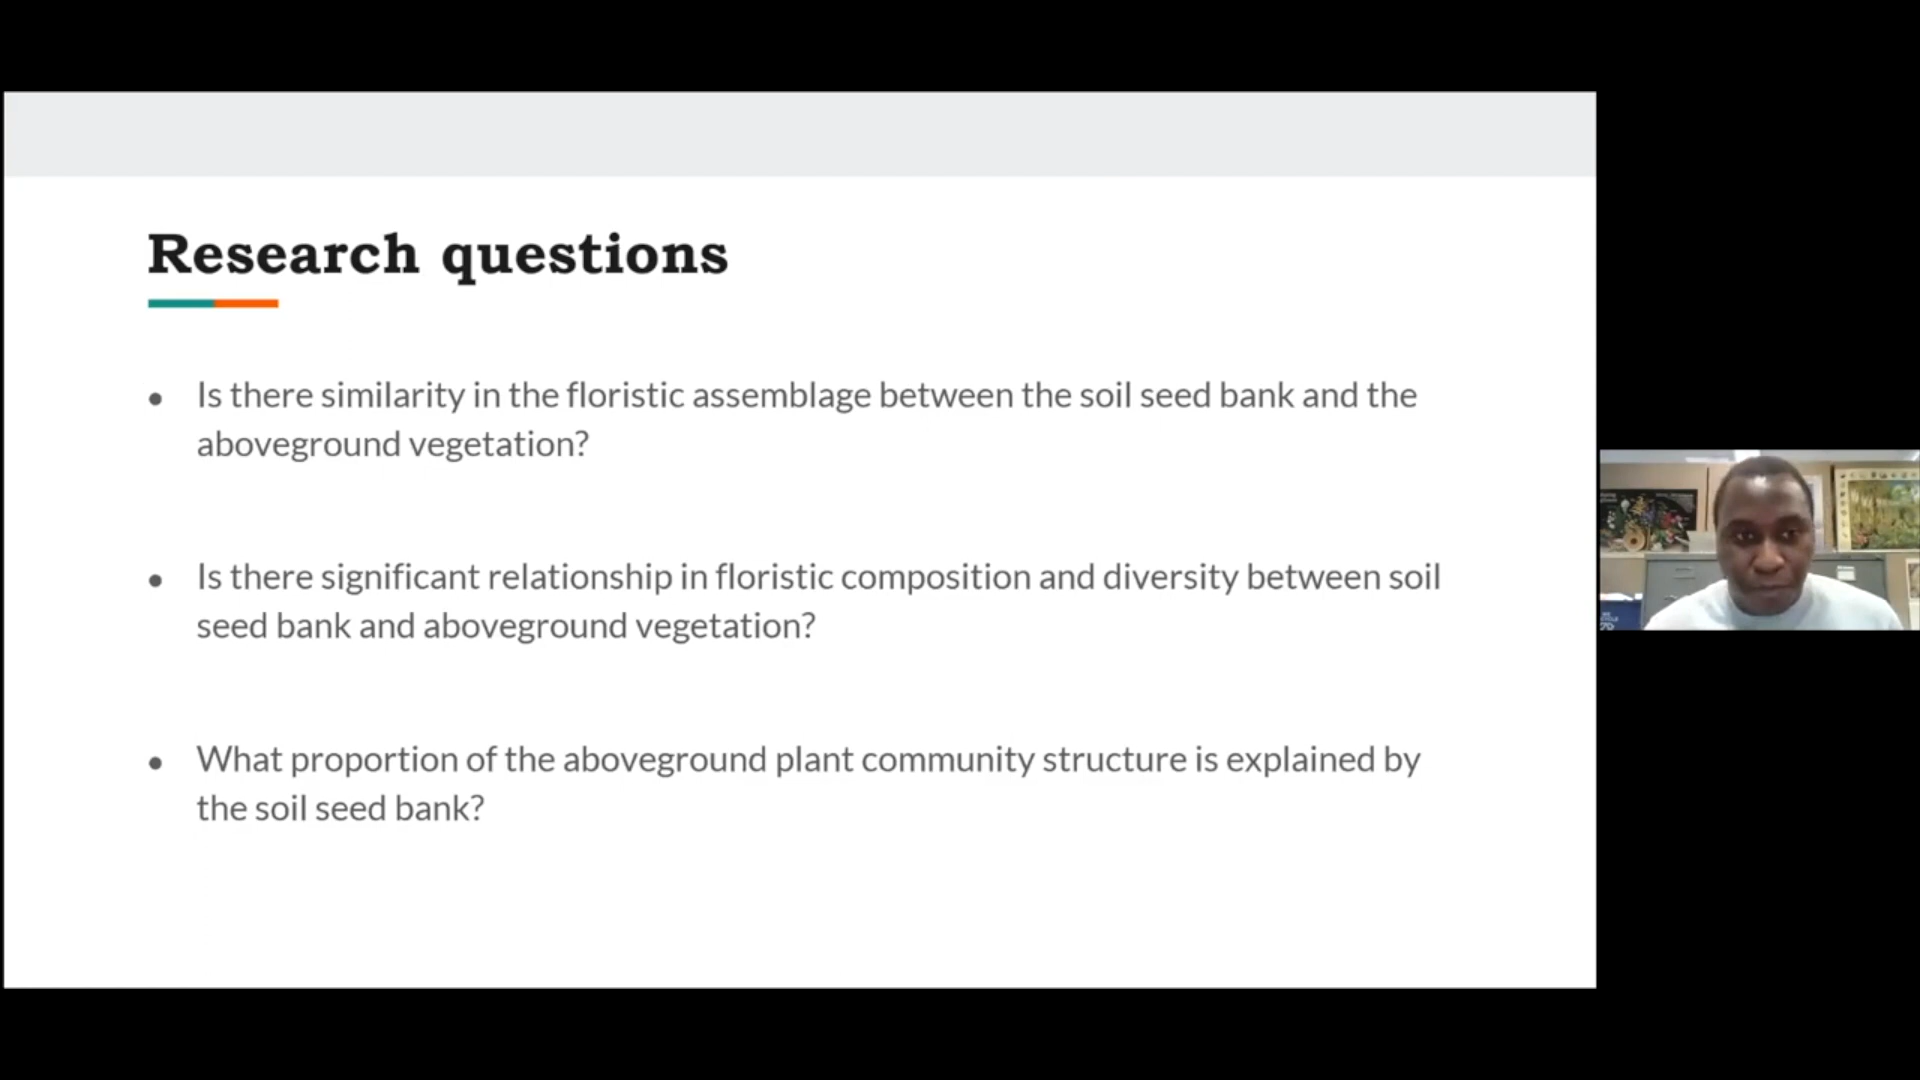 Research questions
● Is there similarity in the floristic assemblage between the soil seed bank and the
aboveground vegetation?
● Is there significant relationship in floristic composition and diversity between soil
seed bank and aboveground vegetation?
● What proportion of the aboveground plant community structure is explained by
the soil seed bank?